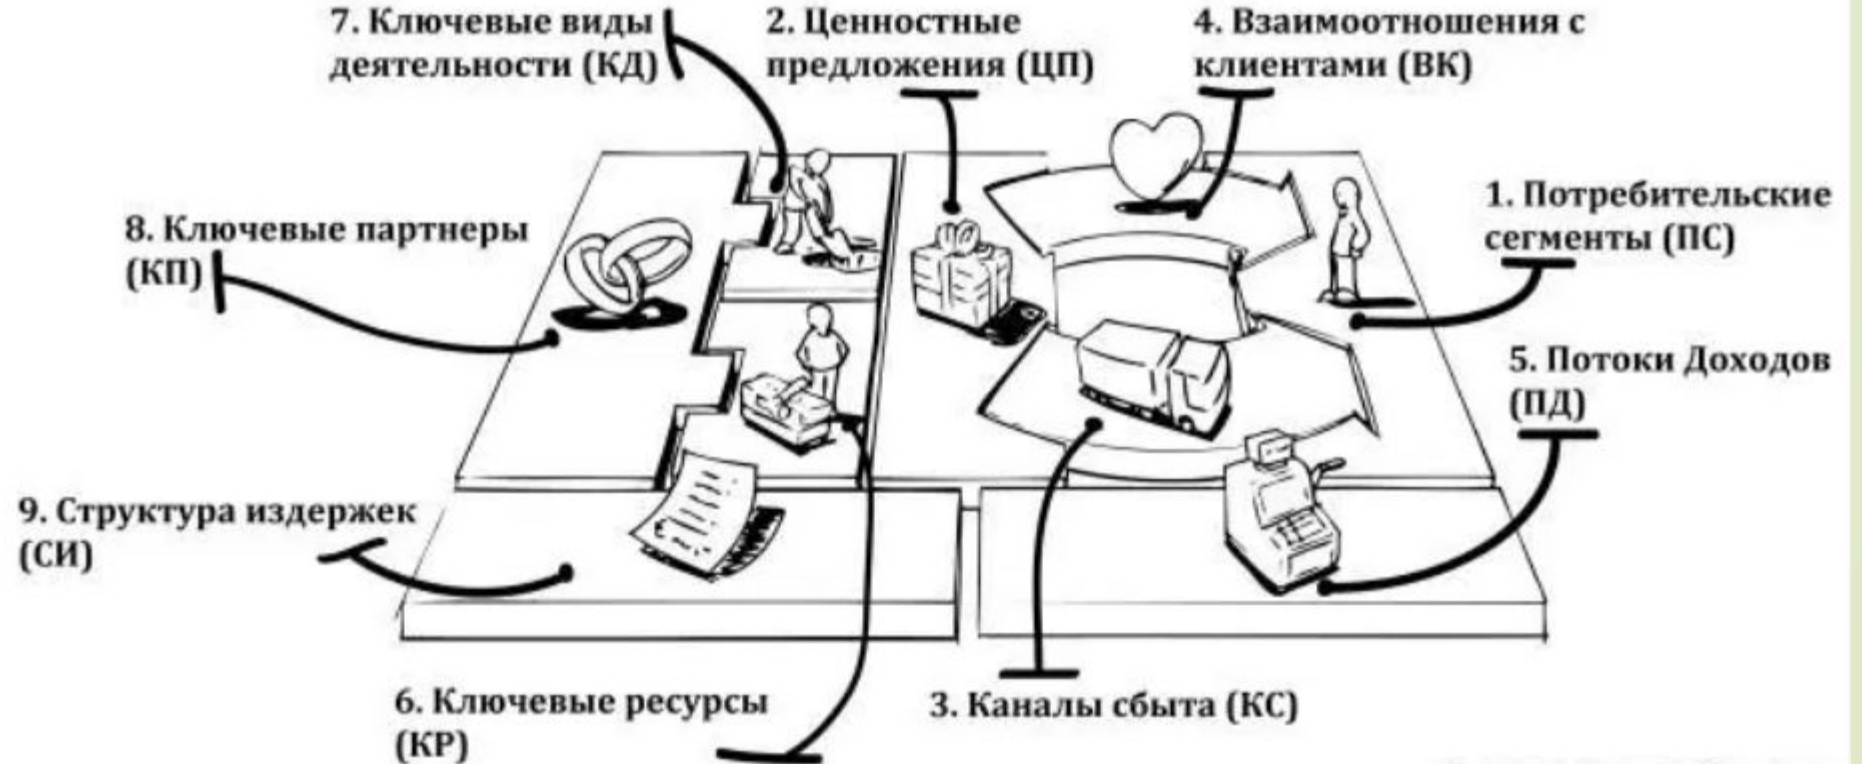 7. Ключевые виды
деятельности (КД)
2. Ценностные
предложения (ЦП)
4. Взаимоотношения с
клиентами (ВК)
1. Потребительские
сегменты (ПС)
8. Ключевые партнеры
(КП)
5. Потоки Доходов
(ПД)
9. Структура издержек
(СИ)
6. Ключевые ресурсы
(КР)
3. Каналы сбыта (КС)